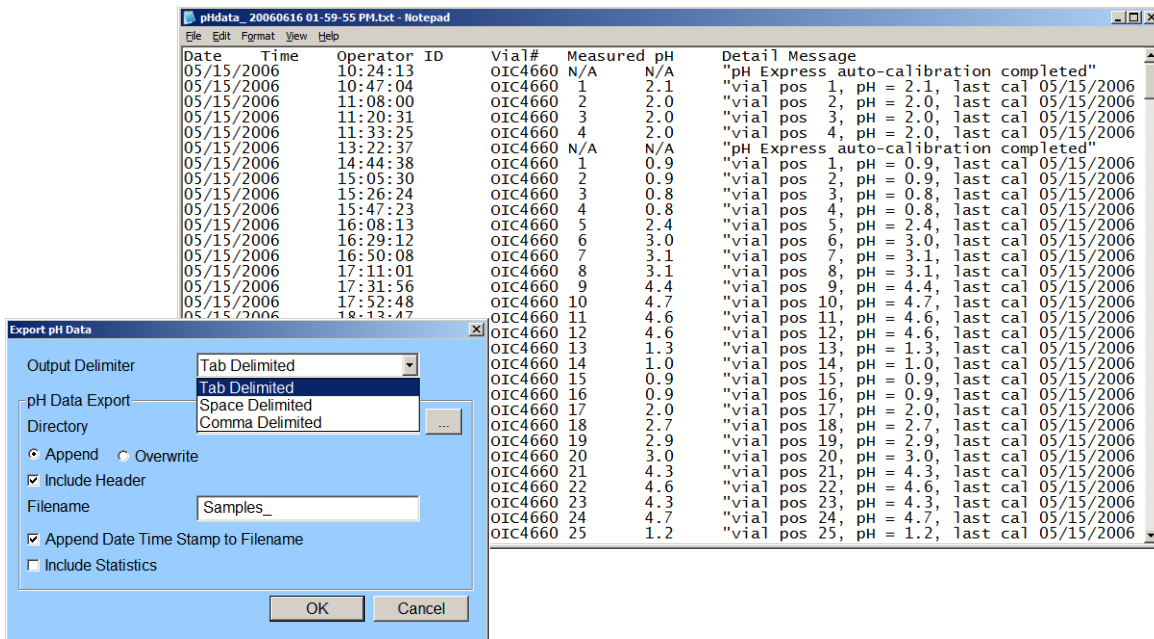 pHdata_ 20060616 01-59-55 PM.txt - Notepad
File Edit Format View Help
Date Time Operator ID Vial# Measured pH Detail Message
05/15/2006 10:24:13 OIC4660 N/A N/A "pH Express auto-calibration completed"
05/15/2006 10:47:04 OIC4660 1 2.1 "vial pos 1, pH = 2.1, last cal 05/15/2006
05/15/2006 11:08:00 OIC4660 2 2.0 "vial pos 2, pH = 2.0, last cal 05/15/2006
05/15/2006 11:20:31 OIC4660 3 2.0 "vial pos 3, pH = 2.0, last cal 05/15/2006
05/15/2006 11:33:25 OIC4660 4 2.0 "vial pos 4, pH = 2.0, last cal 05/15/2006
05/15/2006 13:22:37 OIC4660 N/A N/A "pH Express auto-calibration completed"
05/15/2006 14:44:38 OIC4660 1 0.9 "vial pos 1, pH = 0.9, last cal 05/15/2006
05/15/2006 15:05:30 OIC4660 2 0.9 "vial pos 2, pH = 0.9, last cal 05/15/2006
05/15/2006 15:26:24 OIC4660 3 0.8 "vial pos 3, pH = 0.8, last cal 05/15/2006
05/15/2006 15:47:23 OIC4660 4 0.8 "vial pos 4, pH = 0.8, last cal 05/15/2006
05/15/2006 16:08:13 OIC4660 5 2.4 "vial pos 5, pH = 2.4, last cal 05/15/2006
05/15/2006 16:29:12 OIC4660 6 3.0 "vial pos 6, pH = 3.0, last cal 05/15/2006
05/15/2006 16:50:08 OIC4660 7 3.1 "vial pos 7, pH = 3.1, last cal 05/15/2006
05/15/2006 17:11:01 OIC4660 8 3.1 "vial pos 8, pH = 3.1, last cal 05/15/2006
05/15/2006 17:31:56 OIC4660 9 4.4 "vial pos 9, pH = 4.4, last cal 05/15/2006
05/15/2006 17:52:48 OIC4660 10 4.7 "vial pos 10, pH = 4.7, last cal 05/15/2006
05/15/2006 18:13:47 OIC4660 11 4.6 "vial pos 11, pH = 4.6, last cal 05/15/2006
OIC4660 12 4.6 "vial pos 12, pH = 4.6, last cal 05/15/2006
OIC4660 13 1.3 "vial pos 13, pH = 1.3, last cal 05/15/2006
OIC4660 14 1.0 "vial pos 14, pH = 1.0, last cal 05/15/2006
OIC4660 15 0.9 "vial pos 15, pH = 0.9, last cal 05/15/2006
OIC4660 16 0.9 "vial pos 16, pH = 0.9, last cal 05/15/2006
OIC4660 17 2.0 "vial pos 17, pH = 2.0, last cal 05/15/2006
OIC4660 18 2.7 "vial pos 18, pH = 2.7, last cal 05/15/2006
OIC4660 19 2.9 "vial pos 19, pH = 2.9, last cal 05/15/2006
OIC4660 20 3.0 "vial pos 20, pH = 3.0, last cal 05/15/2006
OIC4660 21 4.3 "vial pos 21, pH = 4.3, last cal 05/15/2006
OIC4660 22 4.6 "vial pos 22, pH = 4.6, last cal 05/15/2006
OIC4660 23 4.3 "vial pos 23, pH = 4.3, last cal 05/15/2006
OIC4660 24 4.7 "vial pos 24, pH = 4.7, last cal 05/15/2006
OIC4660 25 1.2 "vial pos 25, pH = 1.2, last cal 05/15/2006
Export pH Data
Output Delimiter Tab Delimited
Tab Delimited
Space Delimited
Comma Delimited
pH Data Export
Directory ...
Append Overwrite
Include Header
Filename Samples_
Append Date Time Stamp to Filename
Include Statistics
OK Cancel